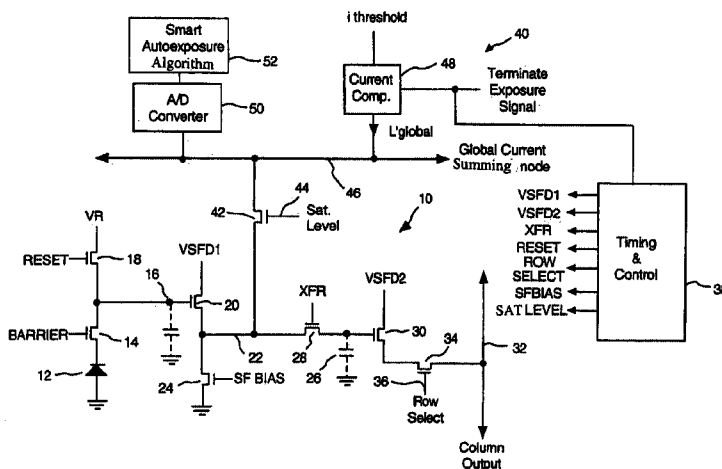 Smart
Autoexposure
Algorithm
52
A/D
Converter
50
i threshold
Current
Comp.
48
40
Terminate
Exposure
Signal
I'global
Global Current
Summing node
46
44
42
Sat.
Level
10
VR
RESET
18
16
VSFD1
20
BARRIER
14
12
22
24
SF BIAS
XFR
28
26
VSFD2
30
34
36
Row
Select
32
Column
Output
VSFD1
VSFD2
XFR
RESET
ROW
SELECT
SFBIAS
SAT LEVEL
Timing
&
Control